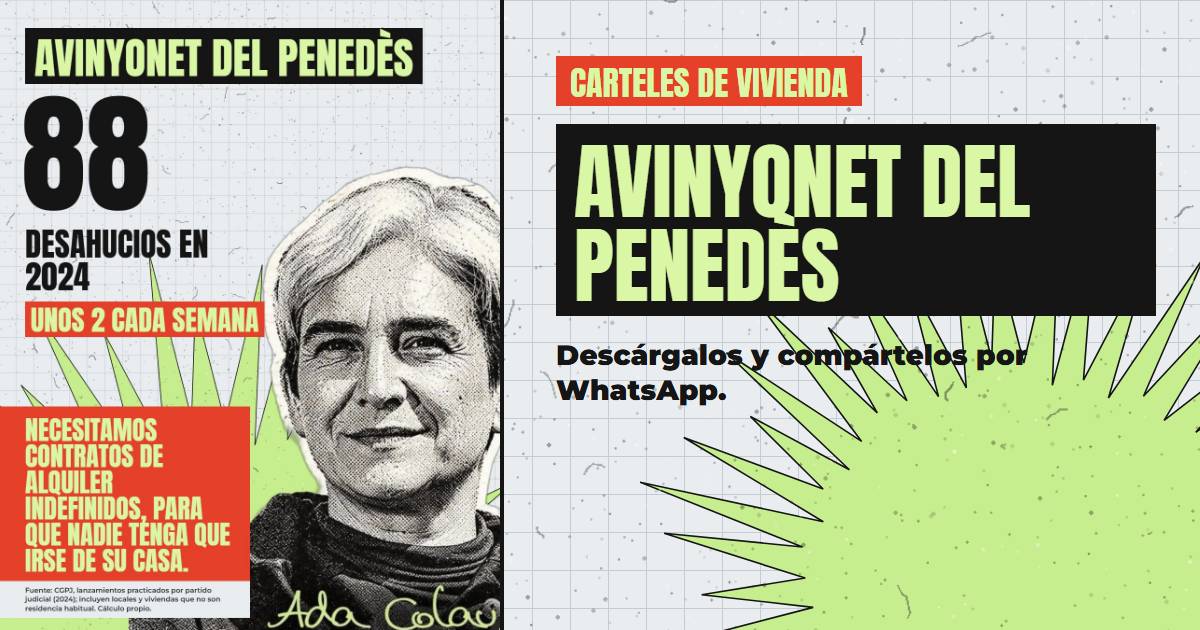 AVINYONET DEL PENEDÈS
88
DESAHUCIOS EN
2024
UNOS 2 CADA SEMANA
NECESITAMOS
CONTRATOS DE
ALQUILER
INDEFINIDOS, PARA
QUE NADIE TENGA QUE
IRSE DE SU CASA.
Fuente: CGPJ, lanzamientos practicados por partido
judicial (2024); incluyen locales y viviendas que no son
residencia habitual. Cálculo propio.
Ada Colau
CARTELES DE VIVIENDA
AVINYONET DEL
PENEDÈS
Descárgalos y compártelos por
WhatsApp.